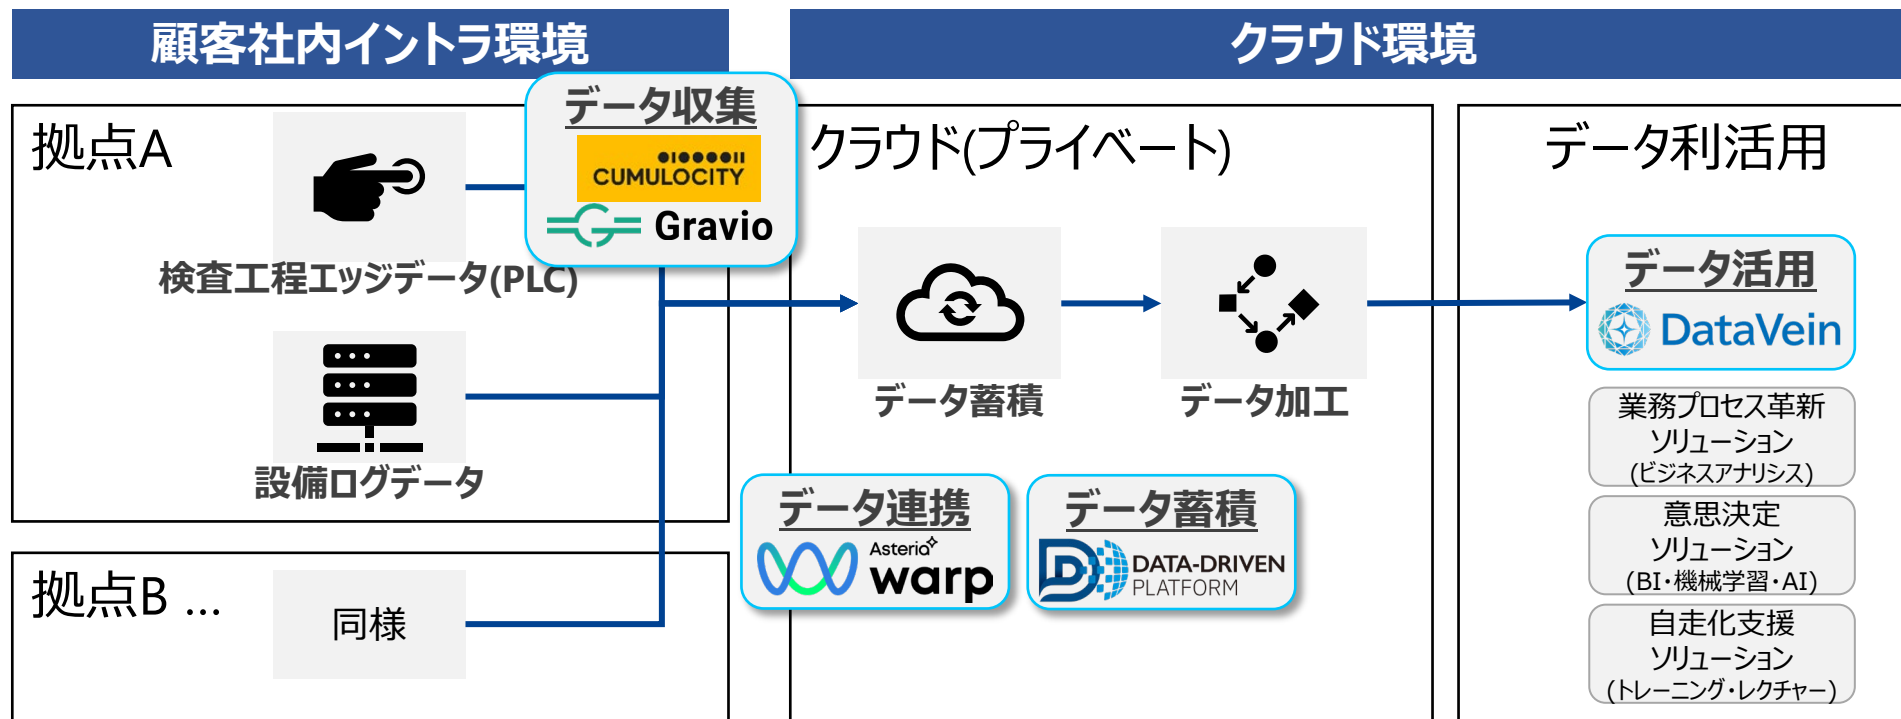 顧客社内イントラ環境
クラウド環境
拠点A
検査工程エッジデータ(PLC)
設備ログデータ
データ収集
CUMULOCITY
Gravio
拠点B ...
同様
クラウド(プライベート)
データ蓄積
データ加工
データ連携
Asteria
warp
データ蓄積
DATA-DRIVEN
PLATFORM
データ利活用
データ活用
DataVein
業務プロセス革新
ソリューション
(ビジネスアナリシス)
意思決定
ソリューション
(BI・機械学習・AI)
自走化支援
ソリューション
(トレーニング・レクチャー)